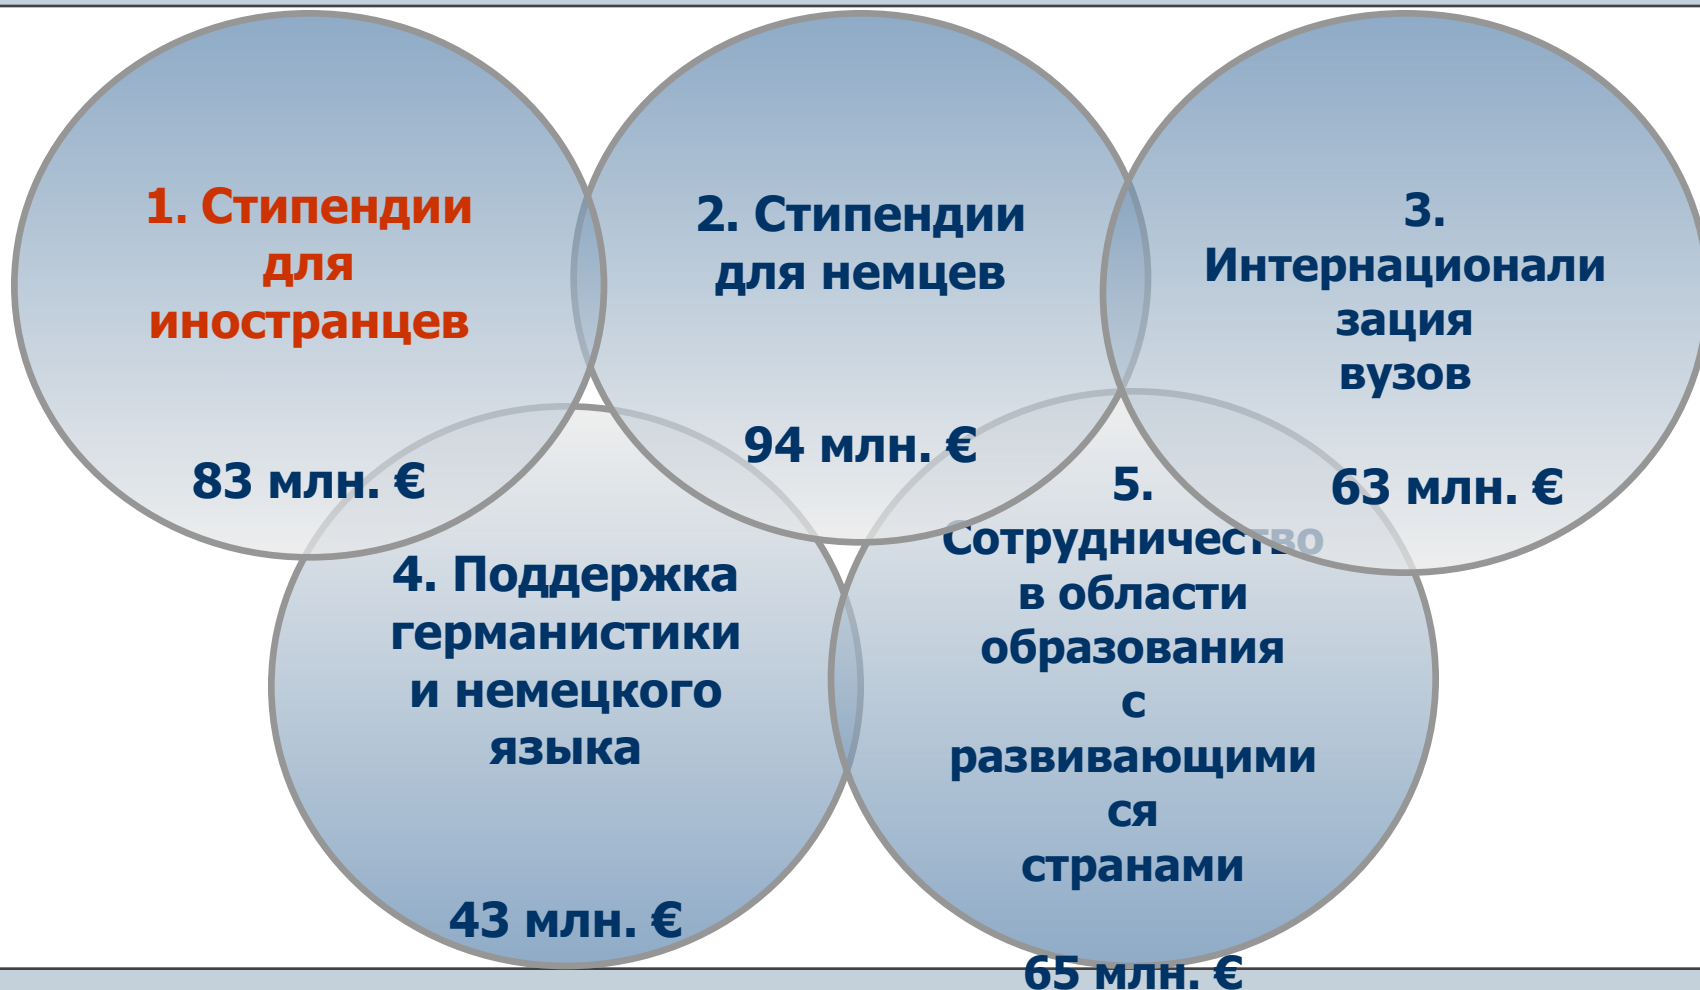 1. Стипендии
для
иностранцев
83 млн. €
2. Стипендии
для немцев
94 млн. €
3.
Интернационали
зация
вузов
63 млн. €
4. Поддержка
германистики
и немецкого
языка
43 млн. €
5.
Сотрудничество
в области
образования
с
развивающими
ся
странами
65 млн. €